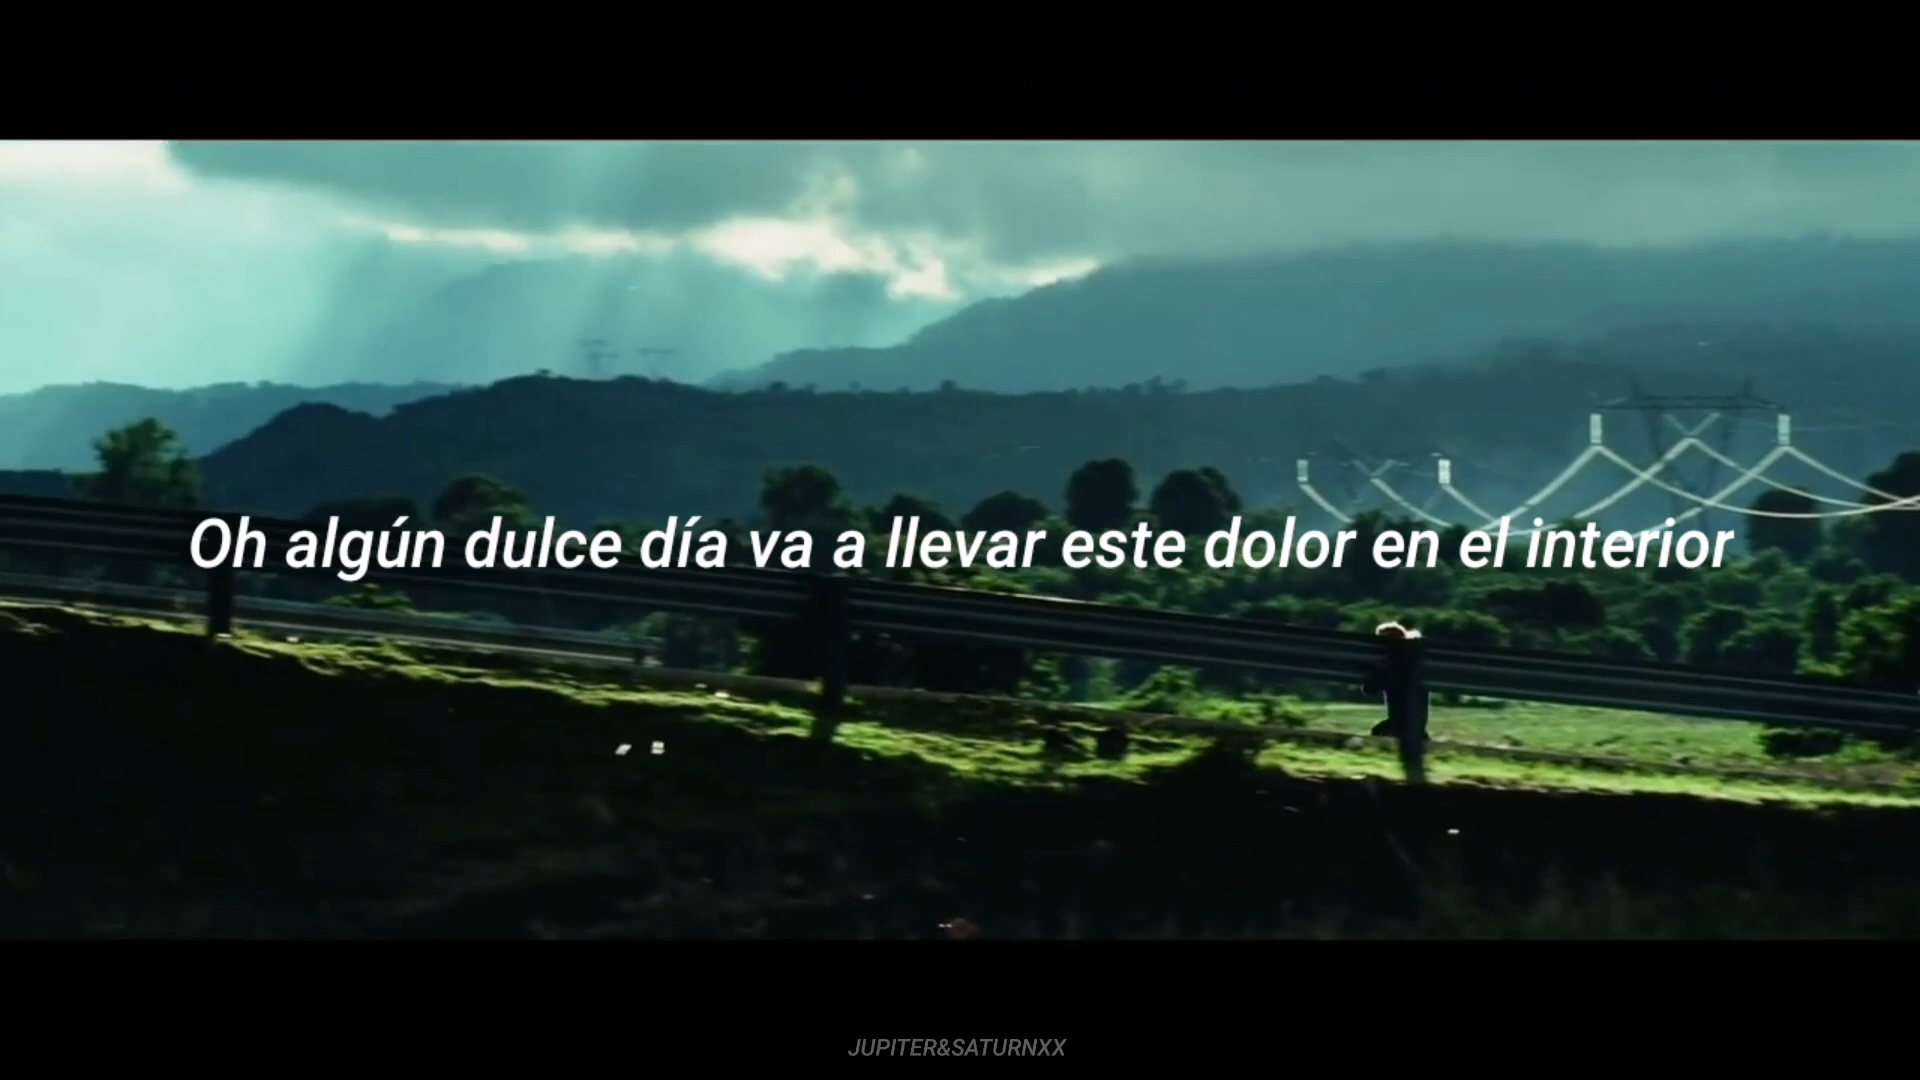 Oh algún dulce día va a llevar este dolor en el interior
JUPITER&SATURNXX